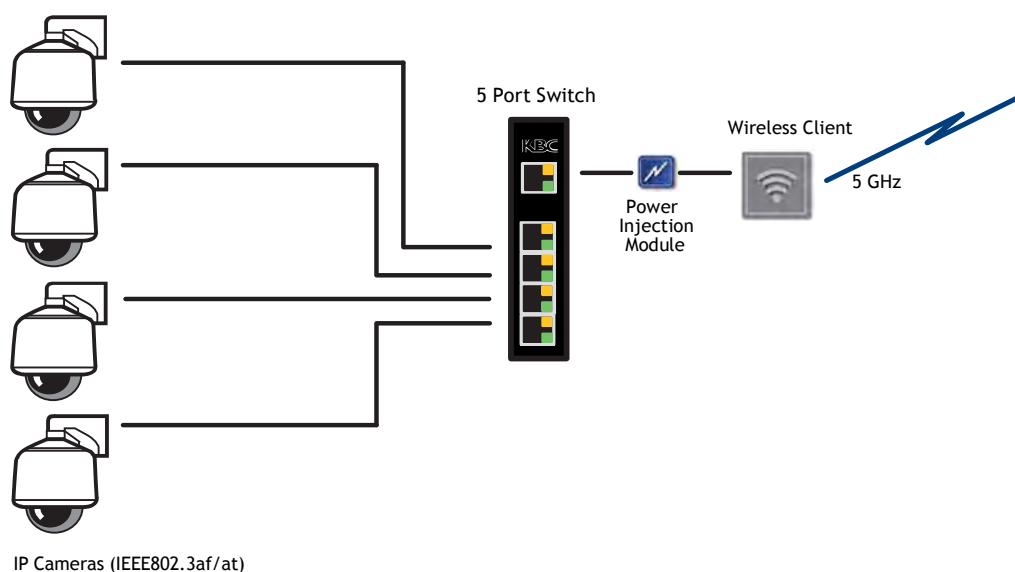 5 Port Switch
KBC
Wireless Client
5 GHz
Power
Injection
Module
IP Cameras (IEEE802.3af/at)